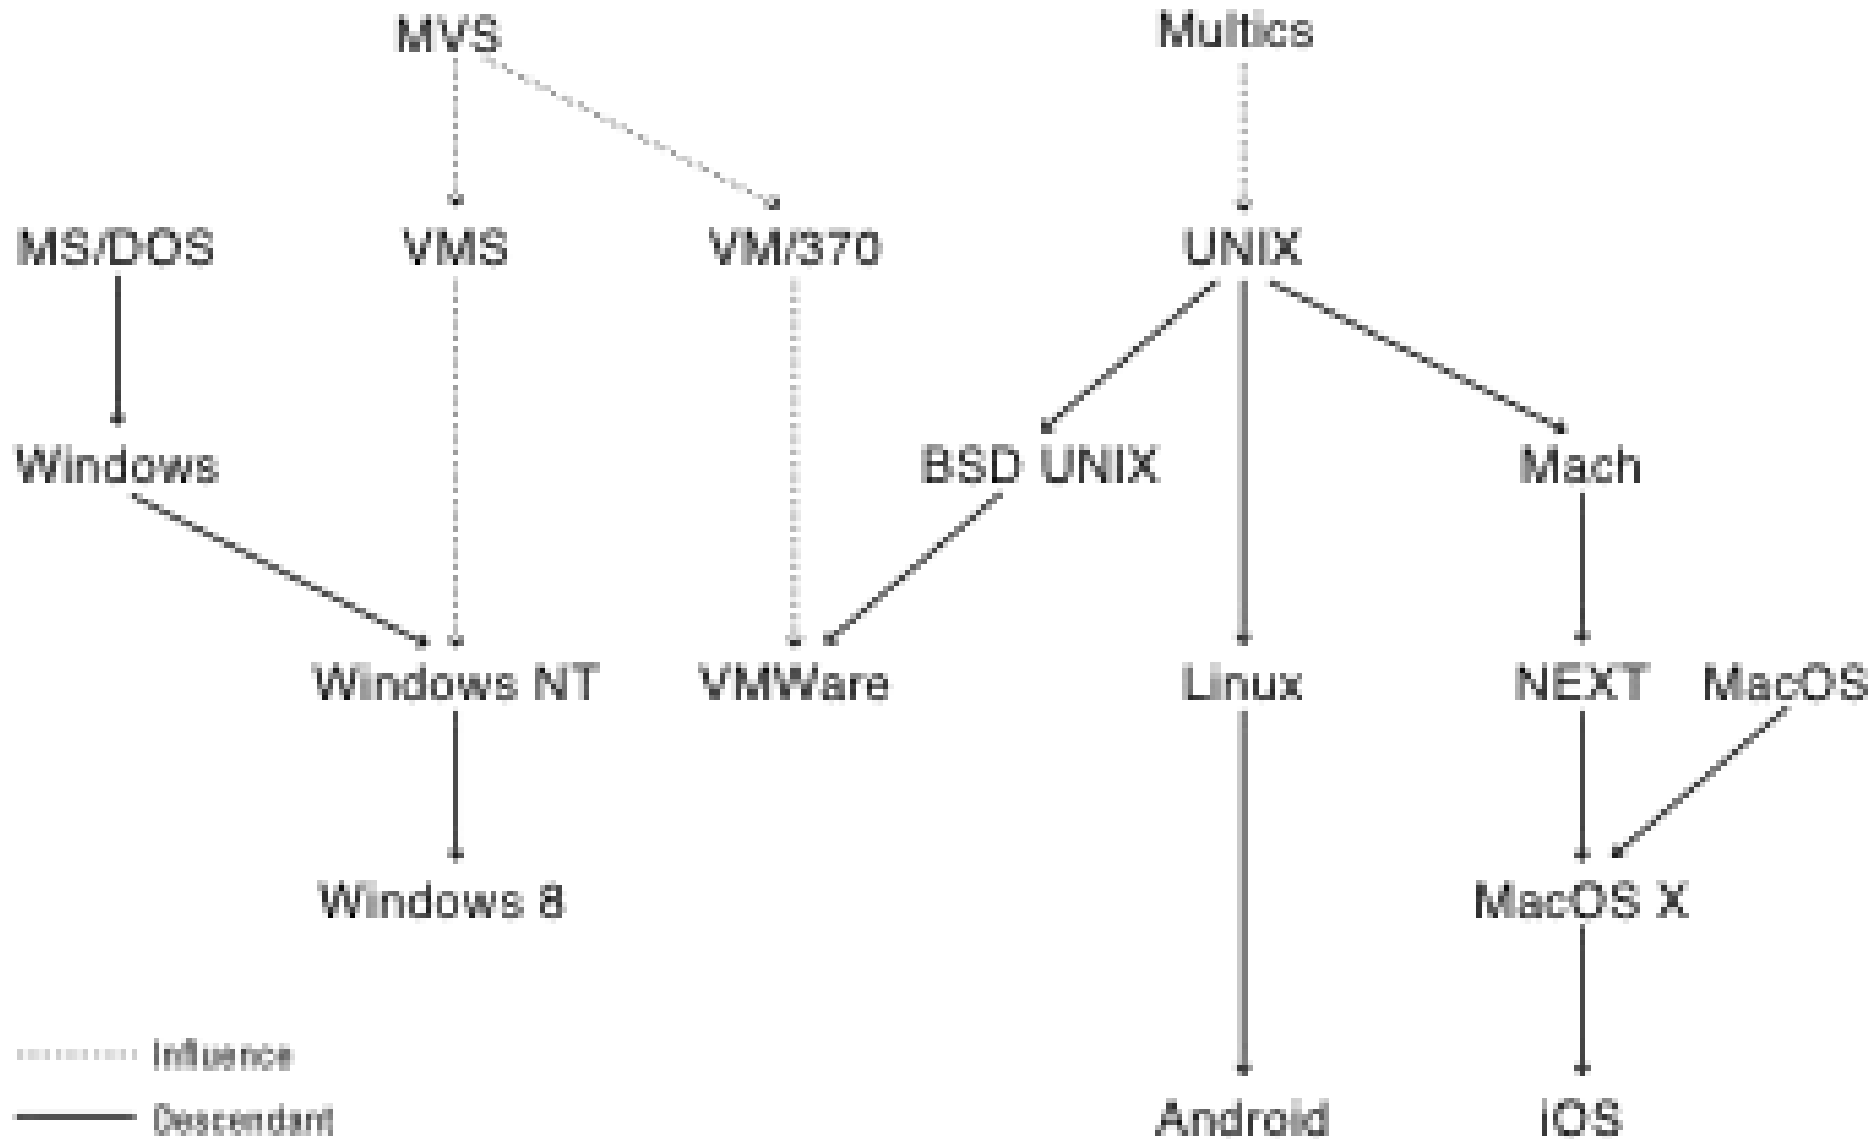 MVS Multics
MS/DOS VMS VM/370 UNIX
Windows BSD UNIX Mach
Windows NT VMWare Linux NEXT MacOS
Windows 8 MacOS X
Influence
Descendant Android iOS